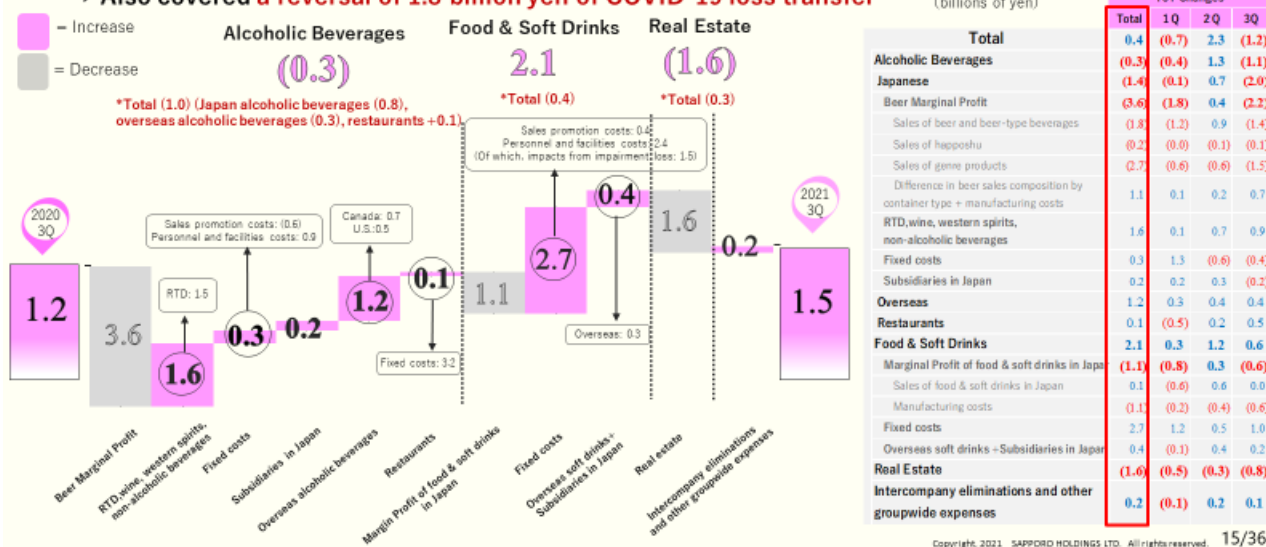 Also covered a reversal of 1.8 billion yen of COVID-19 loss transfer
(billions of yen)
= Increase
= Decrease
Alcoholic Beverages
(0.3)
*Total (1.0) (Japan alcoholic beverages (0.8),
overseas alcoholic beverages (0.3), restaurants +0.1)
Food & Soft Drinks
2.1
*Total (0.4)
Real Estate
(1.6)
*Total (0.3)
2020
3Q
1.2
3.6
RTD: 1.5
1.6
Sales promotion costs: (0.6)
Personnel and facilities costs: 0.9
0.3
0.2
Canada: 0.7
U.S.:0.5
1.2
0.1
Fixed costs: 3.2
1.1
Sales promotion costs: 0.4
Personnel and facilities costs: 2.4
(Of which, impacts from impairment loss: 1.5)
2.7
0.4
Overseas: 0.3
1.6
0.2
2021
3Q
1.5
Beer Marginal Profit
RTD,wine, western spirits,
non-alcoholic beverages
Fixed costs
Subsidiaries in Japan
Overseas alcoholic beverages
Restaurants
Margin Profit of food & soft drinks
in Japan
Fixed costs
Overseas soft drinks+
Subsidiaries in Japan
Real estate
Intercompany eliminations
and other groupwide expenses
Total 1Q 2Q 3Q
Total 0.4 (0.7) 2.3 (1.2)
Alcoholic Beverages (0.3) (0.4) 1.3 (1.1)
Japanese (1.4) (0.1) 0.7 (2.0)
Beer Marginal Profit (3.6) (1.8) 0.4 (2.2)
Sales of beer and beer-type beverages (1.8) (1.2) 0.9 (1.4)
Sales of happoshu (0.2) (0.0) (0.1) (0.1)
Sales of genre products (2.7) (0.6) (0.6) (1.5)
Difference in beer sales composition by
container type + manufacturing costs 1.1 0.1 0.2 0.7
RTD,wine, western spirits,
non-alcoholic beverages 1.6 0.1 0.7 0.9
Fixed costs 0.3 1.3 (0.6) (0.4)
Subsidiaries in Japan 0.2 0.2 0.3 (0.2)
Overseas 1.2 0.3 0.4 0.4
Restaurants 0.1 (0.5) 0.2 0.5
Food & Soft Drinks 2.1 0.3 1.2 0.6
Marginal Profit of food & soft drinks in Japa (1.1) (0.8) 0.3 (0.6)
Sales of food & soft drinks in Japan 0.1 (0.6) 0.6 0.0
Manufacturing costs (1.1) (0.2) (0.4) (0.6)
Fixed costs 2.7 1.2 0.5 1.0
Overseas soft drinks +Subsidiaries in Japan 0.4 (0.1) 0.4 0.2
Real Estate (1.6) (0.5) (0.3) (0.8)
Intercompany eliminations and other
groupwide expenses 0.2 (0.1) 0.2 0.1
Copyright, 2021 SAPPORO HOLDINGS LTD. All rights reserved. 15/36